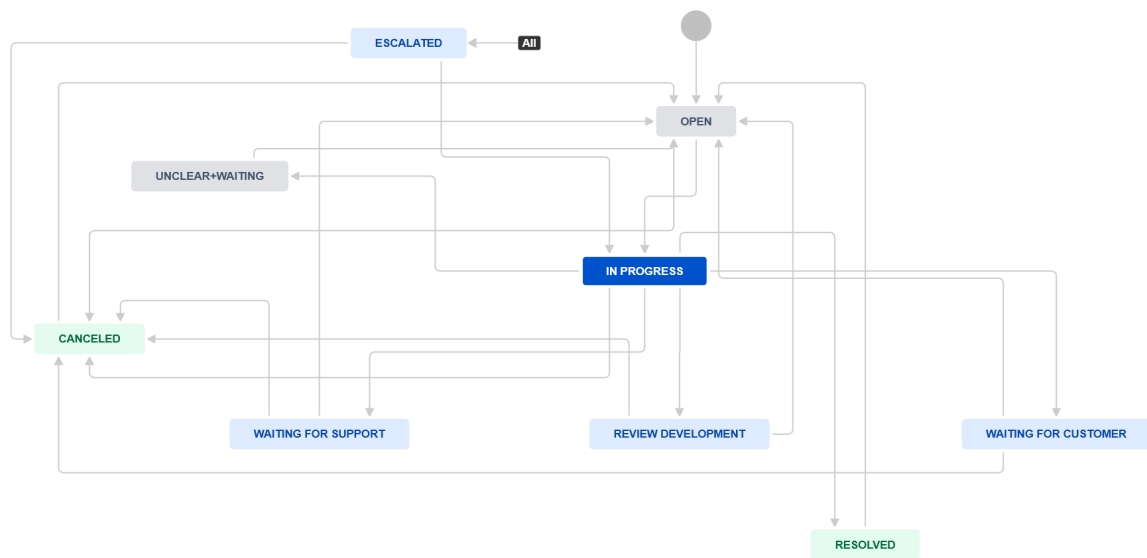 ESCALATED
All
OPEN
UNCLEAR+WAITING
IN PROGRESS
CANCELED
WAITING FOR SUPPORT
REVIEW DEVELOPMENT
WAITING FOR CUSTOMER
RESOLVED